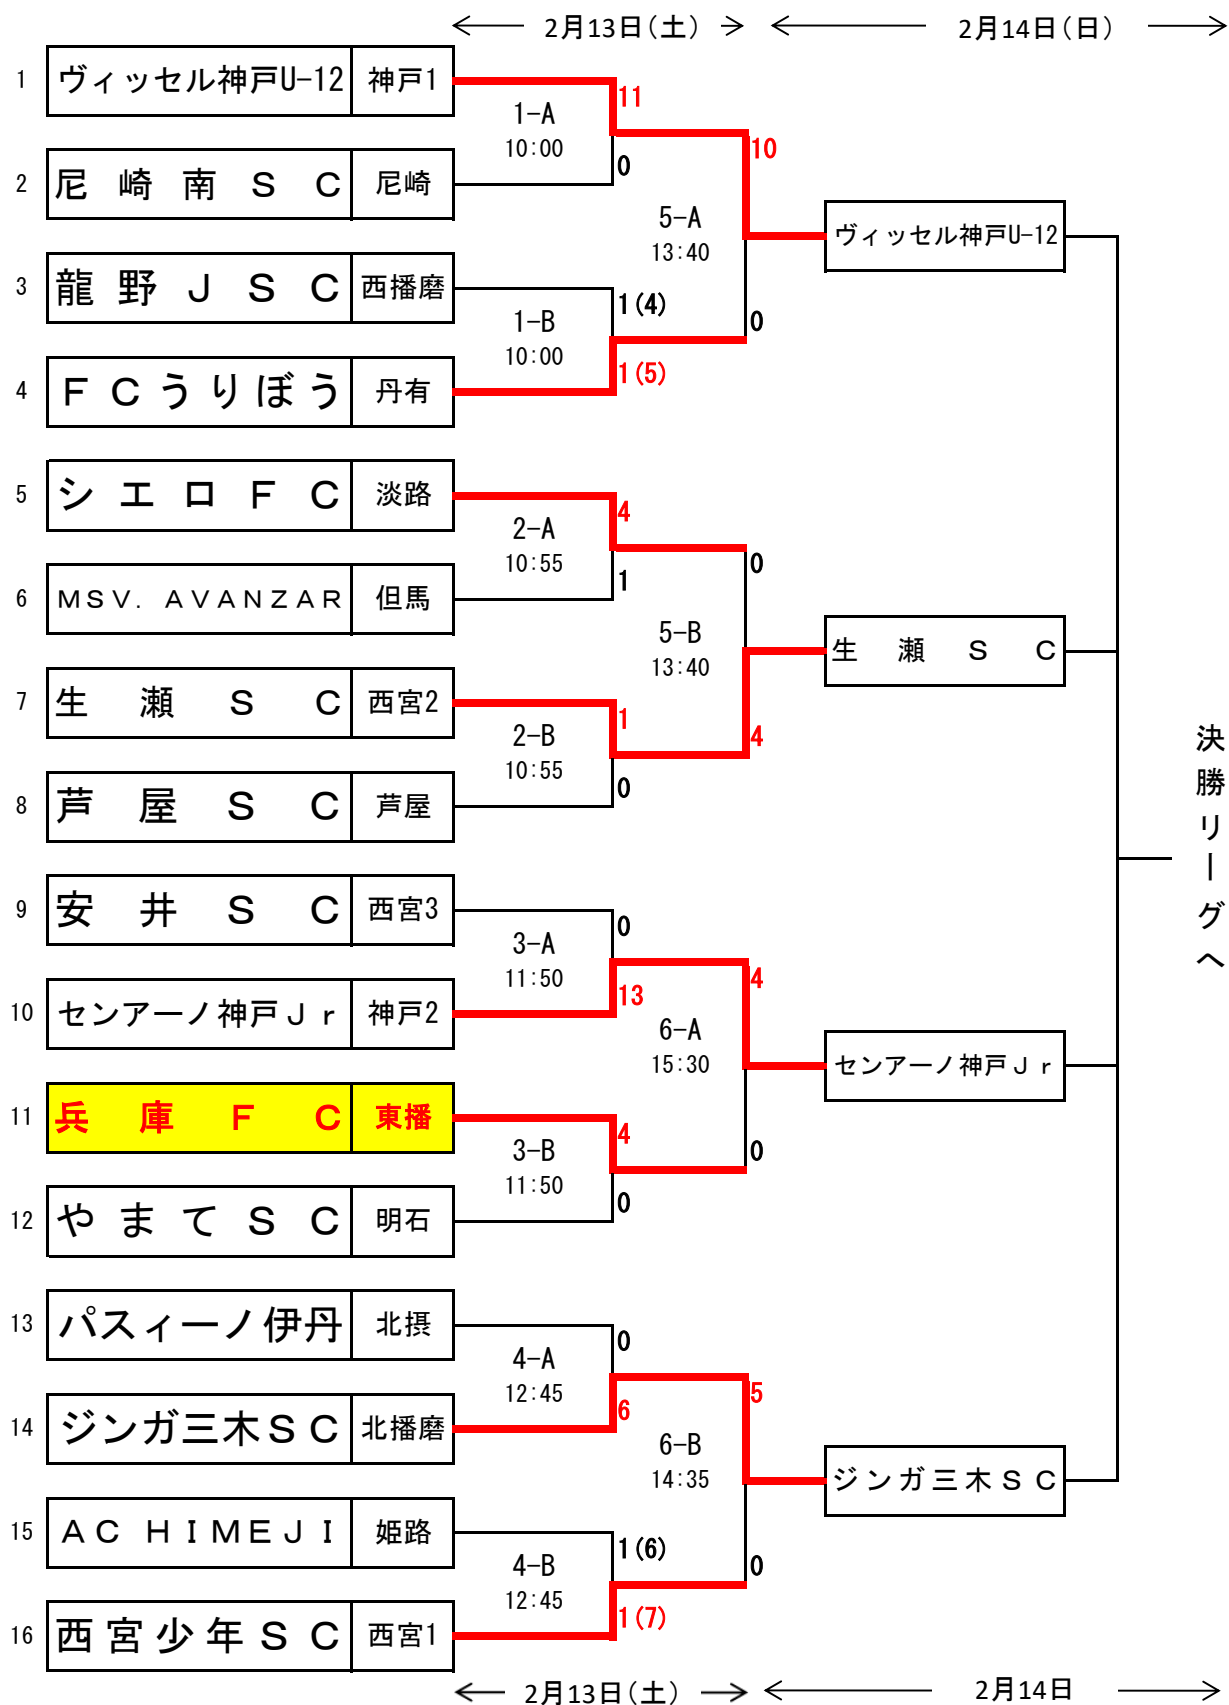 2月13日(土) 2月14日(日)
1 ヴィッセル神戸U-12 神戸1
11
1-A
10:00
10
0
2 尼崎南SC 尼崎
5-A
13:40
ヴィッセル神戸U-12
3 龍野JSC 西播磨
1(4)
0
1-B
10:00
1(5)
4 FCうりぼう 丹有
5 シエロFC 淡路
4
2-A
10:55
0
1
6 MSV. AVANZAR 但馬
5-B
13:40
生瀬SC
7 生瀬SC 西宮2
1
4
2-B
10:55
0
8 芦屋SC 芦屋
決勝リーグへ
9 安井SC 西宮3
0
3-A
11:50
4
13
10 センアーノ神戸Jr 神戸2
6-A
15:30
センアーノ神戸Jr
11 兵庫FC 東播
4
0
3-B
11:50
0
12 やまてSC 明石
13 パスィーノ伊丹 北摂
0
4-A
12:45
5
6
14 ジンガ三木SC 北播磨
6-B
14:35
ジンガ三木SC
15 AC HIMEJI 姫路
1(6)
0
4-B
12:45
1(7)
16 西宮少年SC 西宮1
2月13日(土) 2月14日